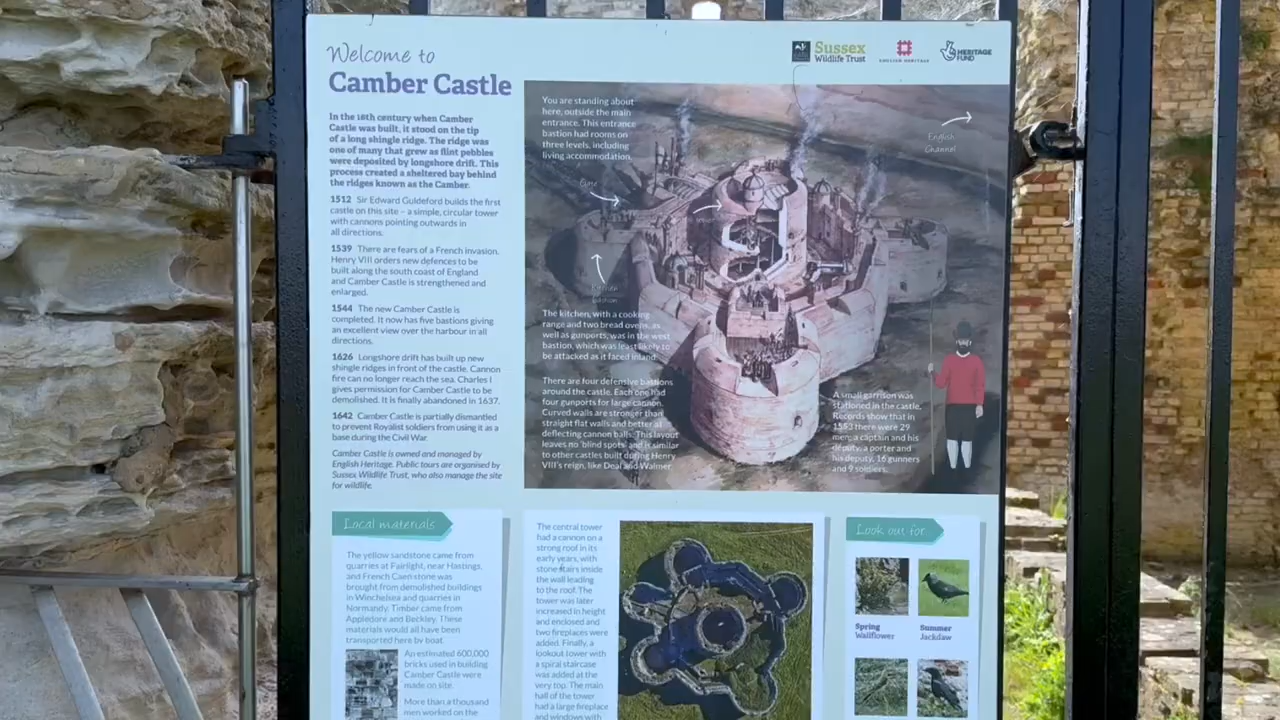 Welcome to
Camber Castle
Sussex
Wildlife Trust
ENGLISH HERITAGE
HERITAGE
FUND
In the 16th century when Camber
Castle was built, it stood on the tip
of a long shingle ridge. The ridge was
one of many that grew as flint pebbles
were deposited by longshore drift. This
process created a sheltered bay behind
the ridges known as the Camber.
1512 Sir Edward Guldeford builds the first
castle on this site – a simple, circular tower
with cannons pointing outwards in
all directions.
1539 There are fears of a French invasion.
Henry VIII orders new defences to be
built along the south coast of England
and Camber Castle is strengthened and
enlarged.
1544 The new Camber Castle is
completed. It now has five bastions giving
an excellent view over the harbour in all
directions.
1626 Longshore drift has built up new
shingle ridges in front of the castle. Cannon
fire can no longer reach the sea. Charles I
gives permission for Camber Castle to be
demolished. It is finally abandoned in 1637.
1642 Camber Castle is partially dismantled
to prevent Royalist soldiers from using it as a
base during the Civil War.
Camber Castle is owned and managed by
English Heritage. Public tours are organised by
Sussex Wildlife Trust, who also manage the site
for wildlife.
You are standing about
here, outside the main
entrance. This entrance
bastion had rooms on
three levels, including
living accommodation.
English
Channel
Kitchen
bastion
The kitchen, with a cooking
range and two bread ovens, as
well as gunports, was in the west
bastion, which was least likely to
be attacked as it faced inland.
There are four defensive bastions
around the castle. Each one had
four gunports for large cannon.
Curved walls are stronger than
straight flat walls and better at
deflecting cannon balls. This layout
leaves no 'blind spots' and is similar
to other castles built during Henry
VIII's reign, like Deal and Walmer.
A small garrison was
stationed in the castle.
Records show that in
1553 there were 29
men; a captain and his
deputy, a porter and
his deputy, 16 gunners
and 9 soldiers.
Local materials
The yellow sandstone came from
quarries at Fairlight, near Hastings,
and French Caen stone was
brought from demolished buildings
in Winchelsea and quarries in
Normandy. Timber came from
Appledore and Beckley. These
materials would all have been
transported here by boat.
An estimated 600,000
bricks used in building
Camber Castle were
made on site.
More than a thousand
men worked on the
The central tower
had a cannon on a
strong roof in its
early years, with
stone stairs inside
the wall leading
to the roof. The
tower was later
increased in height
and enclosed and
two fireplaces were
added. Finally, a
lookout tower with
a spiral staircase
was added at the
very top. The main
hall of the tower
had a large fireplace
and windows with
Look out for
Spring
Wallflower
Summer
Jackdaw